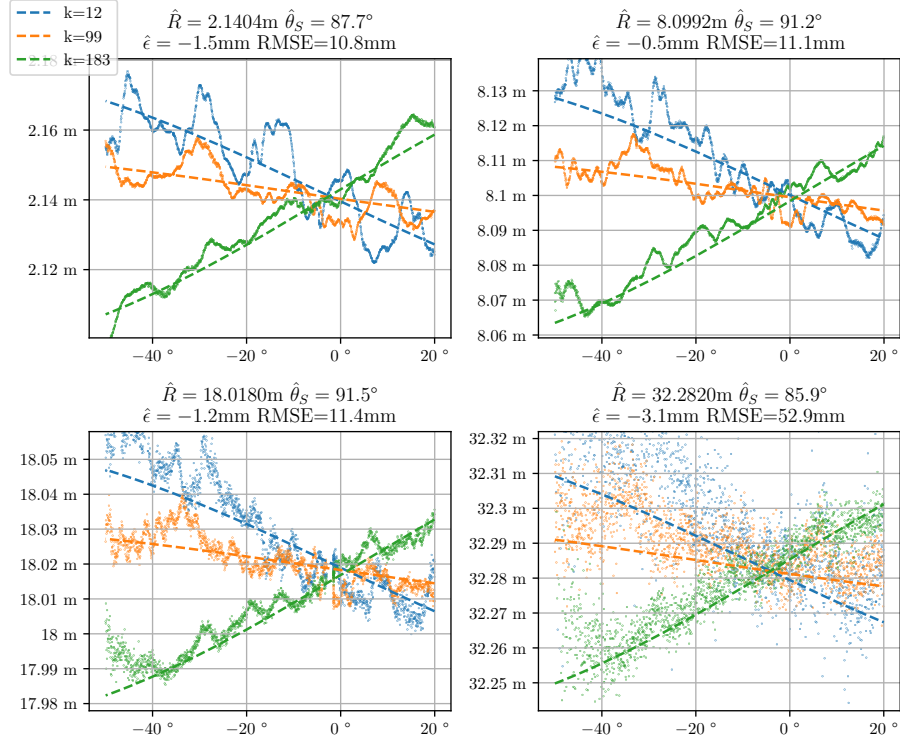 k=12
k=99
k=183
R̂ = 2.1404m θ̂_S = 87.7°
ϵ̂ = −1.5mm RMSE=10.8mm
2.18 m
2.16 m
2.14 m
2.12 m
−40 ° −20 ° 0 ° 20 °
R̂ = 8.0992m θ̂_S = 91.2°
ϵ̂ = −0.5mm RMSE=11.1mm
8.13 m
8.12 m
8.11 m
8.1 m
8.09 m
8.08 m
8.07 m
8.06 m
−40 ° −20 ° 0 ° 20 °
R̂ = 18.0180m θ̂_S = 91.5°
ϵ̂ = −1.2mm RMSE=11.4mm
18.05 m
18.04 m
18.03 m
18.02 m
18.01 m
18 m
17.99 m
17.98 m
−40 ° −20 ° 0 ° 20 °
R̂ = 32.2820m θ̂_S = 85.9°
ϵ̂ = −3.1mm RMSE=52.9mm
32.32 m
32.31 m
32.3 m
32.29 m
32.28 m
32.27 m
32.26 m
32.25 m
−40 ° −20 ° 0 ° 20 °